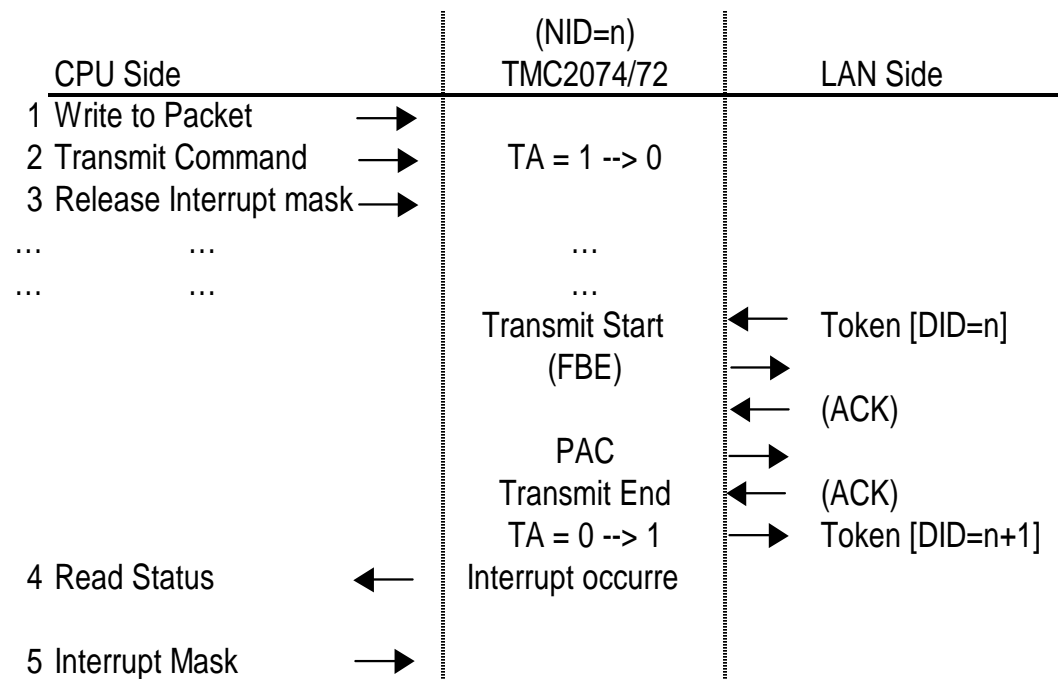 (NID=n)
CPU Side TMC2074/72 LAN Side
1 Write to Packet
2 Transmit Command TA = 1 --> 0
3 Release Interrupt mask
… … …
… … …
Transmit Start Token [DID=n]
(FBE)
(ACK)
PAC
Transmit End (ACK)
TA = 0 --> 1 Token [DID=n+1]
4 Read Status Interrupt occurre
5 Interrupt Mask